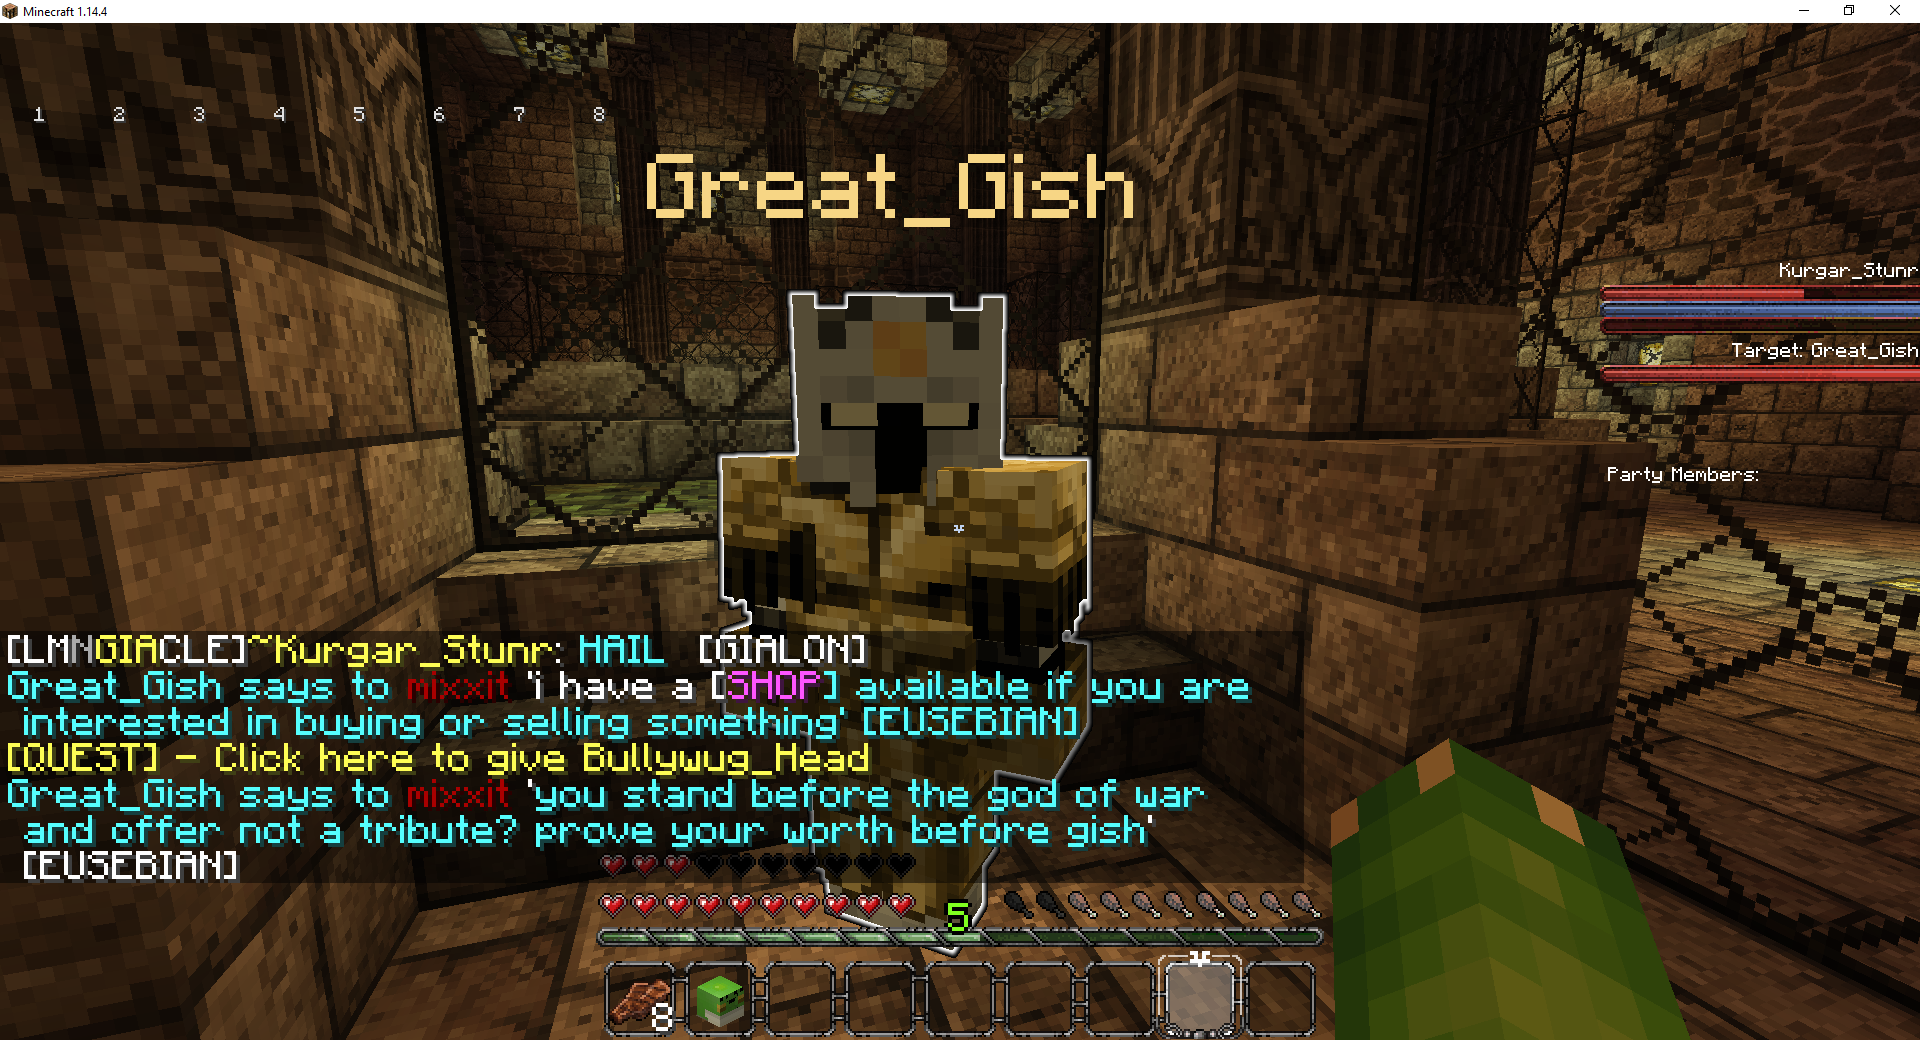 Minecraft 1.14.4
1 2 3 4 5 6 7 8
Great_Gish
Kurgar_Stunr
Target: Great_Gish
Party Members:
[LMNGIACLE]~Kurgar_Stunr: HAIL [GIALON]
Great_Gish says to mixxit 'i have a [SHOP] available if you are
interested in buying or selling something' [EUSEBIAN]
[QUEST] - Click here to give Bullywug_Head
Great_Gish says to mixxit 'you stand before the god of war
and offer not a tribute? prove your worth before gish'
[EUSEBIAN]
5
8